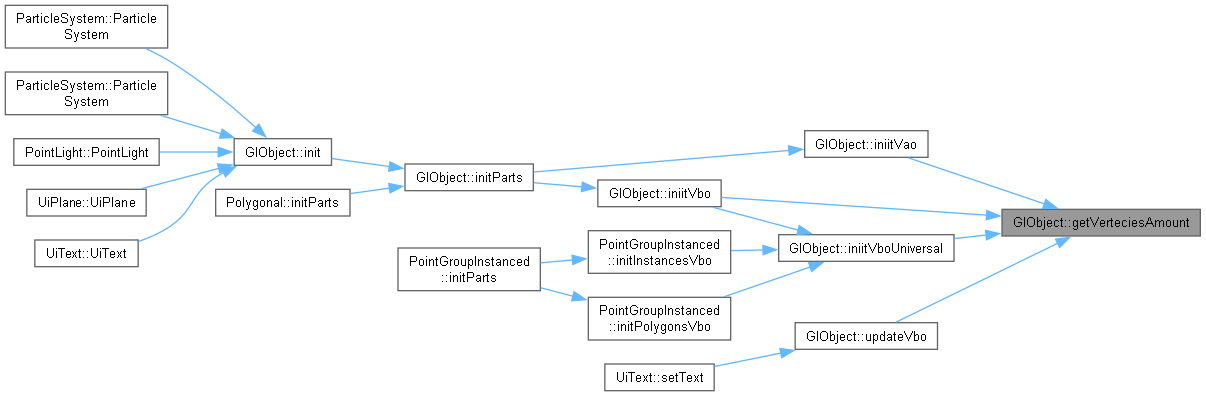 ParticleSystem::Particle
System
ParticleSystem::Particle
System
PointLight::PointLight
UiPlane::UiPlane
UiText::UiText
GlObject::init
Polygonal::initParts
GlObject::initParts
PointGroupInstanced
::initParts
GlObject::iniitVao
GlObject::iniitVbo
PointGroupInstanced
::initInstancesVbo
PointGroupInstanced
::initPolygonsVbo
GlObject::iniitVboUniversal
GlObject::updateVbo
UiText::setText
GlObject::getVerteciesAmount